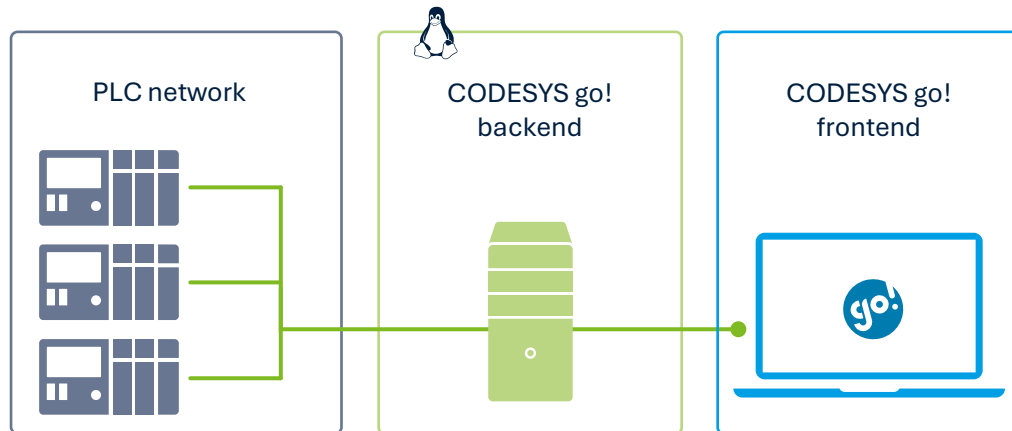 PLC network
CODESYS go!
backend
CODESYS go!
frontend
go!